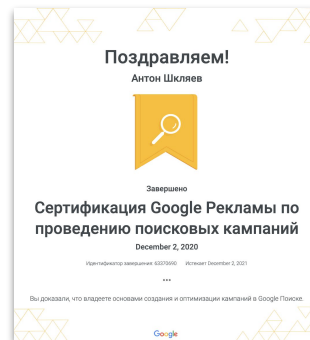 Поздравляем!
Антон Шкляев
Завершено
Сертификация Google Рекламы по
проведению поисковых кампаний
December 2, 2020
Идентификатор завершения: 63370690 Истекает December 2, 2021
...
Вы доказали, что владеете основами создания и оптимизации кампаний в Google Поиске.
Google